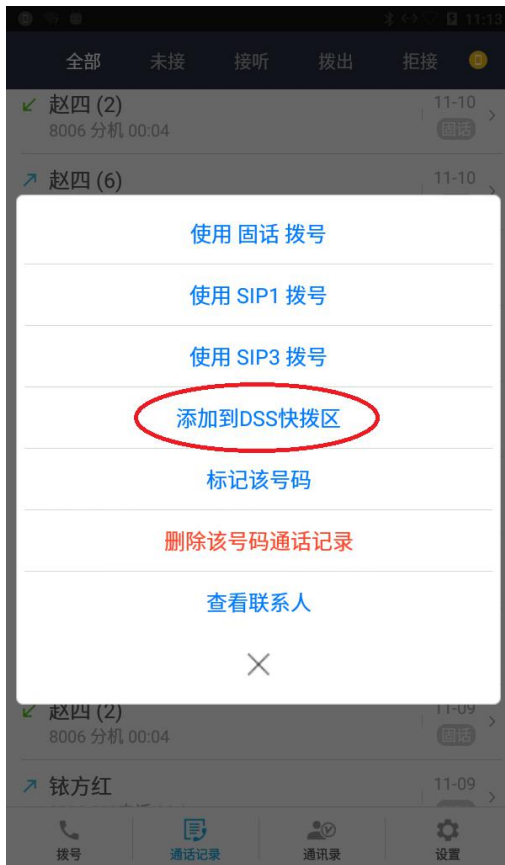 11:13
全部 未接 接听 拨出 拒接
赵四 (2) 11-10
8006 分机 00:04 固话
赵四 (6) 11-10
使用 固话 拨号
使用 SIP1 拨号
使用 SIP3 拨号
添加到DSS快拨区
标记该号码
删除该号码通话记录
查看联系人
赵四 (2) 11-09
8006 分机 00:04 固话
铱方红 11-09
拨号 通话记录 通讯录 设置